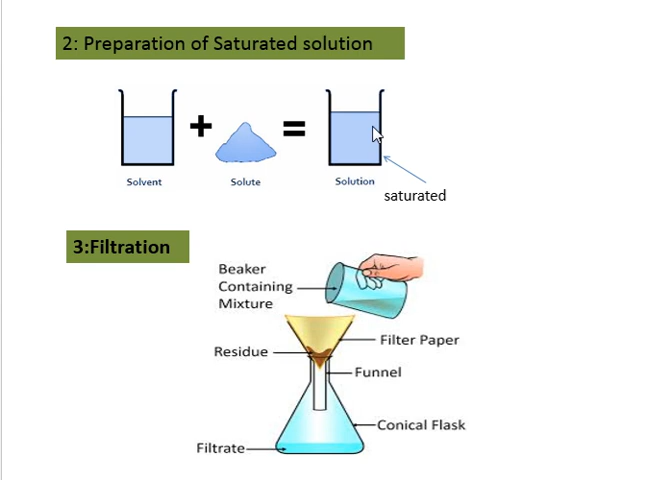 2: Preparation of Saturated solution
+ =
Solvent Solute Solution
saturated
3:Filtration
Beaker
Containing
Mixture
Filter Paper
Residue
Funnel
Conical Flask
Filtrate